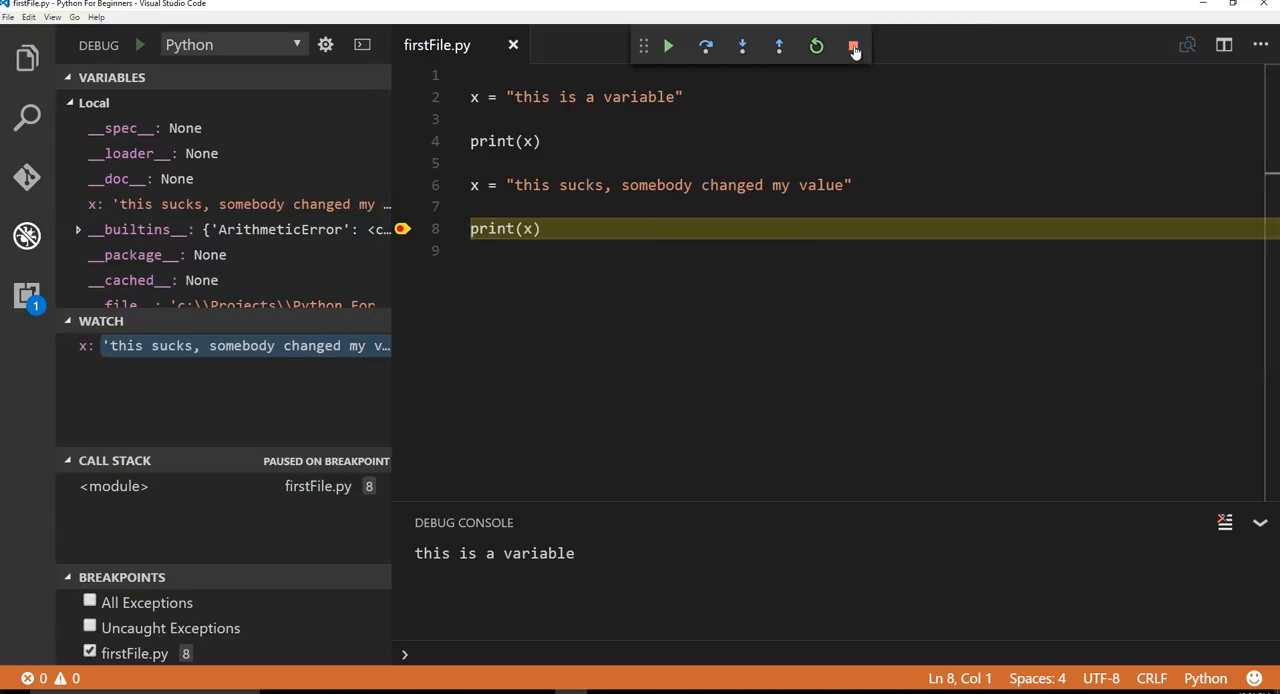 firstFile.py - Python For Beginners - Visual Studio Code
File Edit View Go Help
DEBUG Python
VARIABLES
Local
__spec__: None
__loader__: None
__doc__: None
x: 'this sucks, somebody changed my …
__builtins__: {'ArithmeticError': <c…
__package__: None
__cached__: None
__file__: 'c:\\Projects\\Python For
WATCH
x: 'this sucks, somebody changed my v…
CALL STACK PAUSED ON BREAKPOINT
<module> firstFile.py 8
BREAKPOINTS
All Exceptions
Uncaught Exceptions
firstFile.py 8
1
firstFile.py
1
2 x = "this is a variable"
3
4 print(x)
5
6 x = "this sucks, somebody changed my value"
7
8 print(x)
9
DEBUG CONSOLE
this is a variable
0 0 Ln 8, Col 1 Spaces: 4 UTF-8 CRLF Python